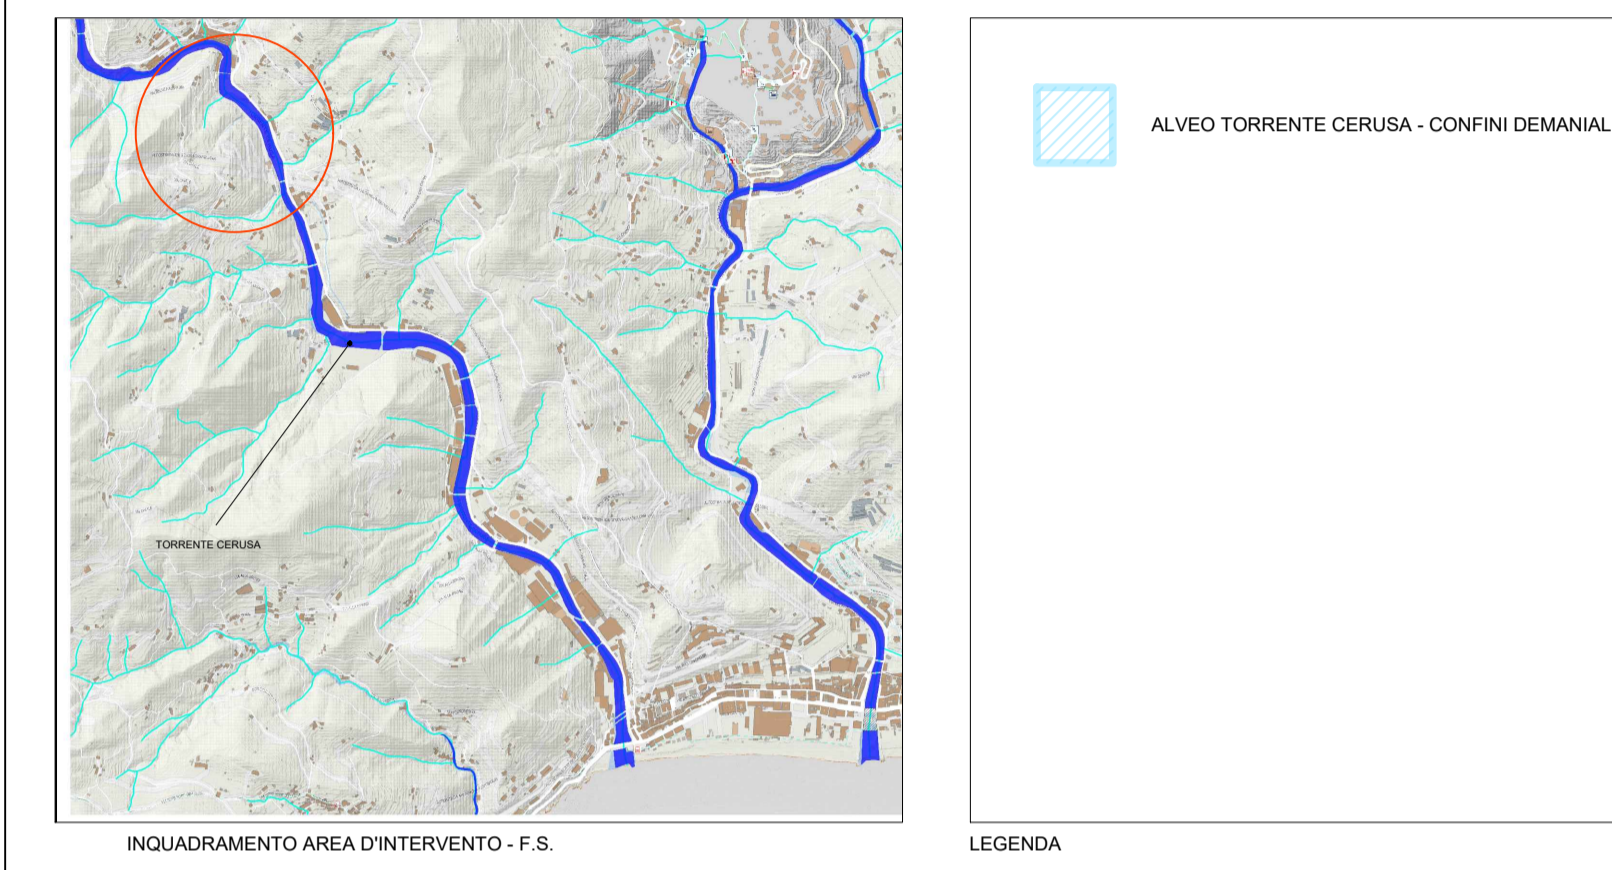 TORRENTE CERUSA
INQUADRAMENTO AREA D'INTERVENTO - F.S.
ALVEO TORRENTE CERUSA - CONFINI DEMANIAL
LEGENDA